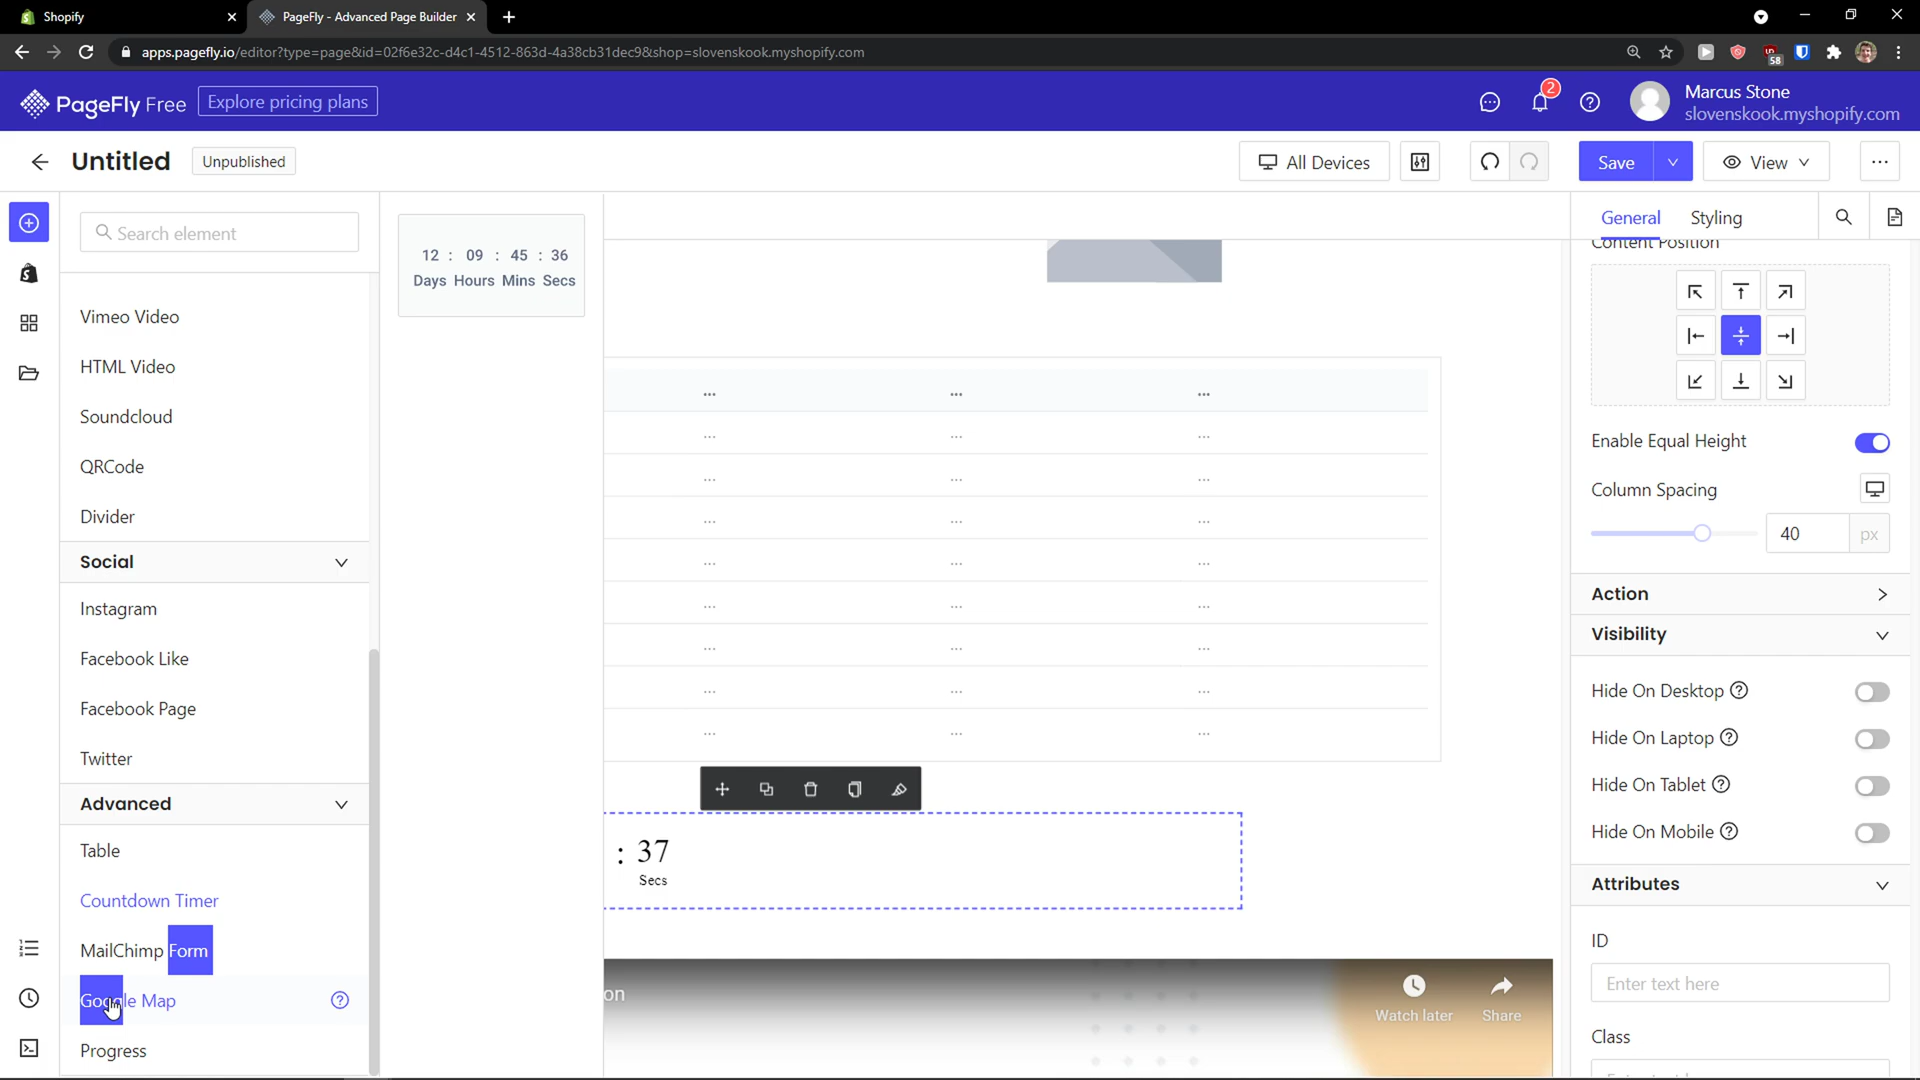 Shopify
PageFly - Advanced Page Builder
apps.pagefly.io/editor?type=page&id=02f6e32c-d4c1-4512-863d-4a38cb31dec9&shop=slovenskook.myshopify.com
58
PageFly Free
Explore pricing plans
2
Marcus Stone
slovenskook.myshopify.com
Untitled
Unpublished
All Devices
Save
View
Search element
Vimeo Video
HTML Video
Soundcloud
QRCode
Divider
Social
Instagram
Facebook Like
Facebook Page
Twitter
Advanced
Table
Countdown Timer
MailChimp Form
Google Map
Progress
12 : 09 : 45 : 36
Days Hours Mins Secs
... ... ...
... ... ...
... ... ...
... ... ...
... ... ...
... ... ...
... ... ...
... ... ...
... ... ...
: 37
Secs
on
Watch later
Share
General
Styling
Content Position
Enable Equal Height
Column Spacing
40 px
Action
Visibility
Hide On Desktop
Hide On Laptop
Hide On Tablet
Hide On Mobile
Attributes
ID
Enter text here
Class